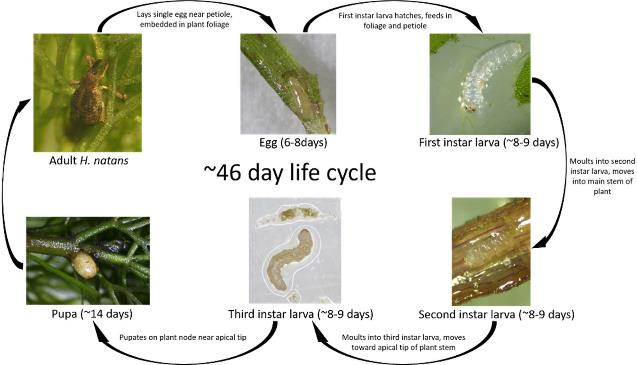 Lays single egg near petiole,
embedded in plant foliage
First instar larva hatches, feeds in
foliage and petiole
Adult H. natans
Egg (6-8days)
First instar larva (~8-9 days)
~46 day life cycle
Moults into second
instar larva, moves
into main stem of
plant
Pupa (~14 days)
Third instar larva (~8-9 days)
Second instar larva (~8-9 days)
Pupates on plant node near apical tip
Moults into third instar larva, moves
toward apical tip of plant stem